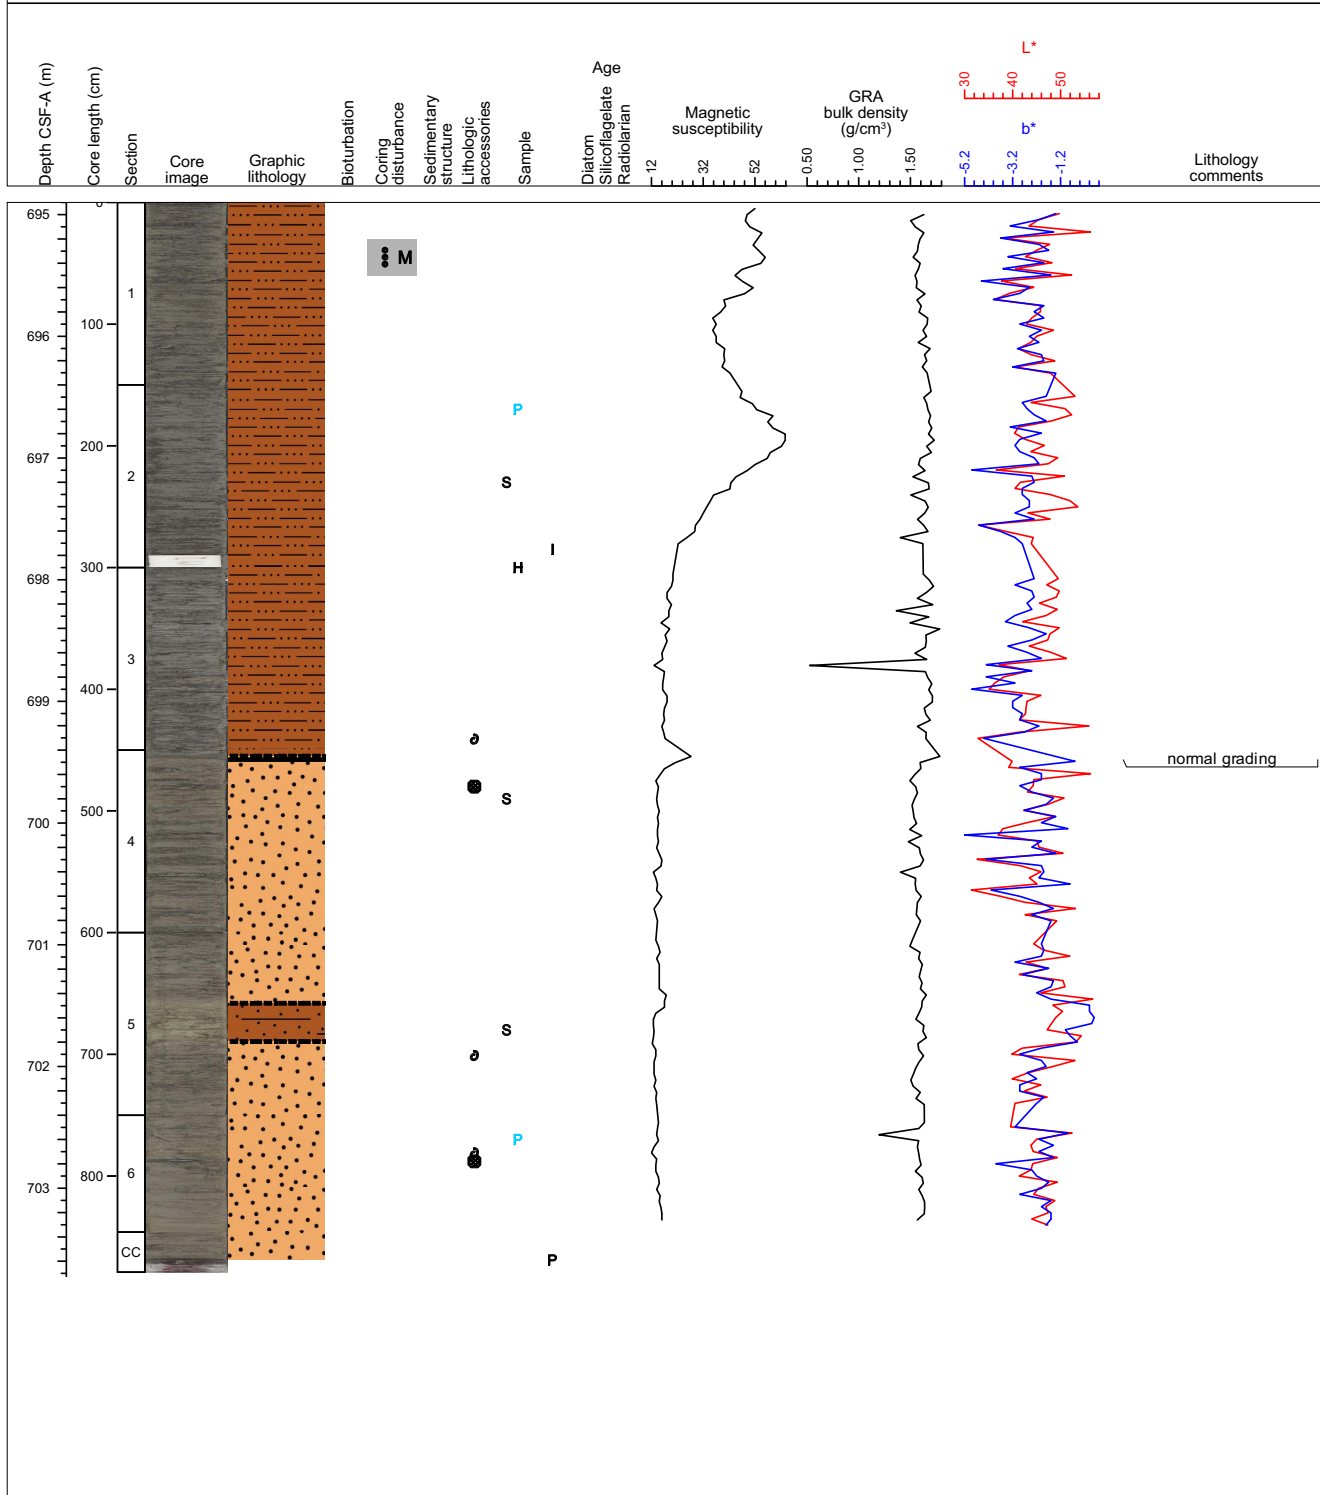 Depth CSF-A (m)
Core length (cm)
Section
Core
image
Graphic
lithology
Bioturbation
Coring
disturbance
Sedimentary
structure
Lithologic
accessories
Sample
Age
Diatom
Silicoflagellate
Radiolarian
Magnetic
susceptibility
12 32 52
GRA
bulk density
(g/cm³)
0.50 1.00 1.50
L*
30 40 50
b*
-5.2 -3.2 -1.2
Lithology
comments
0
695
M
1
100
696
P
200
697
2
S
I
300
H
698
3
400
699
normal grading
S
500
700
4
600
701
5
S
700
702
P
6
800
703
CC
P